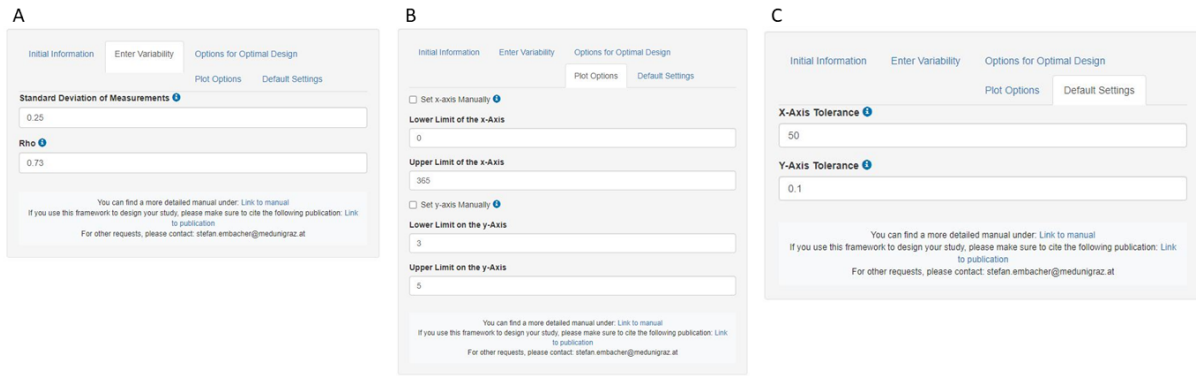 A
Initial Information
Enter Variability
Options for Optimal Design
Plot Options
Default Settings
Standard Deviation of Measurements
0.25
Rho
0.73
You can find a more detailed manual under: Link to manual
If you use this framework to design your study, please make sure to cite the following publication: Link
to publication
For other requests, please contact: stefan.embacher@medunigraz.at
B
Initial Information
Enter Variability
Options for Optimal Design
Plot Options
Default Settings
Set x-axis Manually
Lower Limit of the x-Axis
0
Upper Limit of the x-Axis
365
Set y-axis Manually
Lower Limit on the y-Axis
3
Upper Limit on the y-Axis
5
You can find a more detailed manual under: Link to manual
If you use this framework to design your study, please make sure to cite the following publication: Link
to publication
For other requests, please contact: stefan.embacher@medunigraz.at
C
Initial Information
Enter Variability
Options for Optimal Design
Plot Options
Default Settings
X-Axis Tolerance
50
Y-Axis Tolerance
0.1
You can find a more detailed manual under: Link to manual
If you use this framework to design your study, please make sure to cite the following publication: Link
to publication
For other requests, please contact: stefan.embacher@medunigraz.at